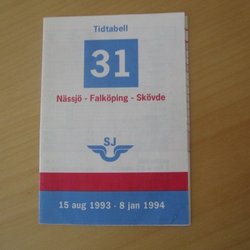 Tidtabell
31
Nässjö - Falköping - Skövde
SJ
15 aug 1993 - 8 jan 1994